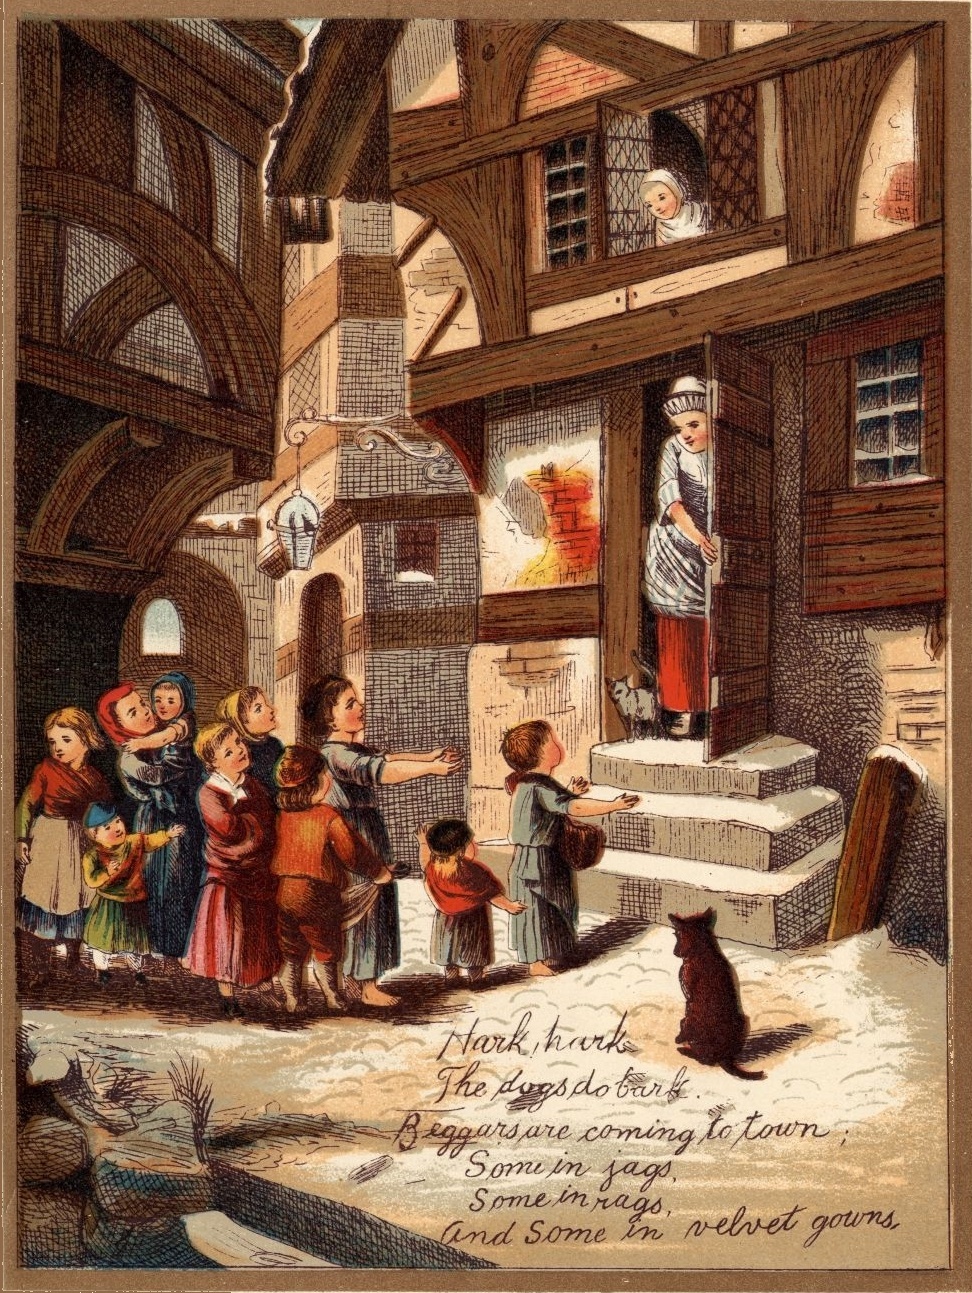 Hark, hark
The dogs do bark.
Beggars are coming to town;
Some in jags,
Some in rags,
And Some in velvet gowns.